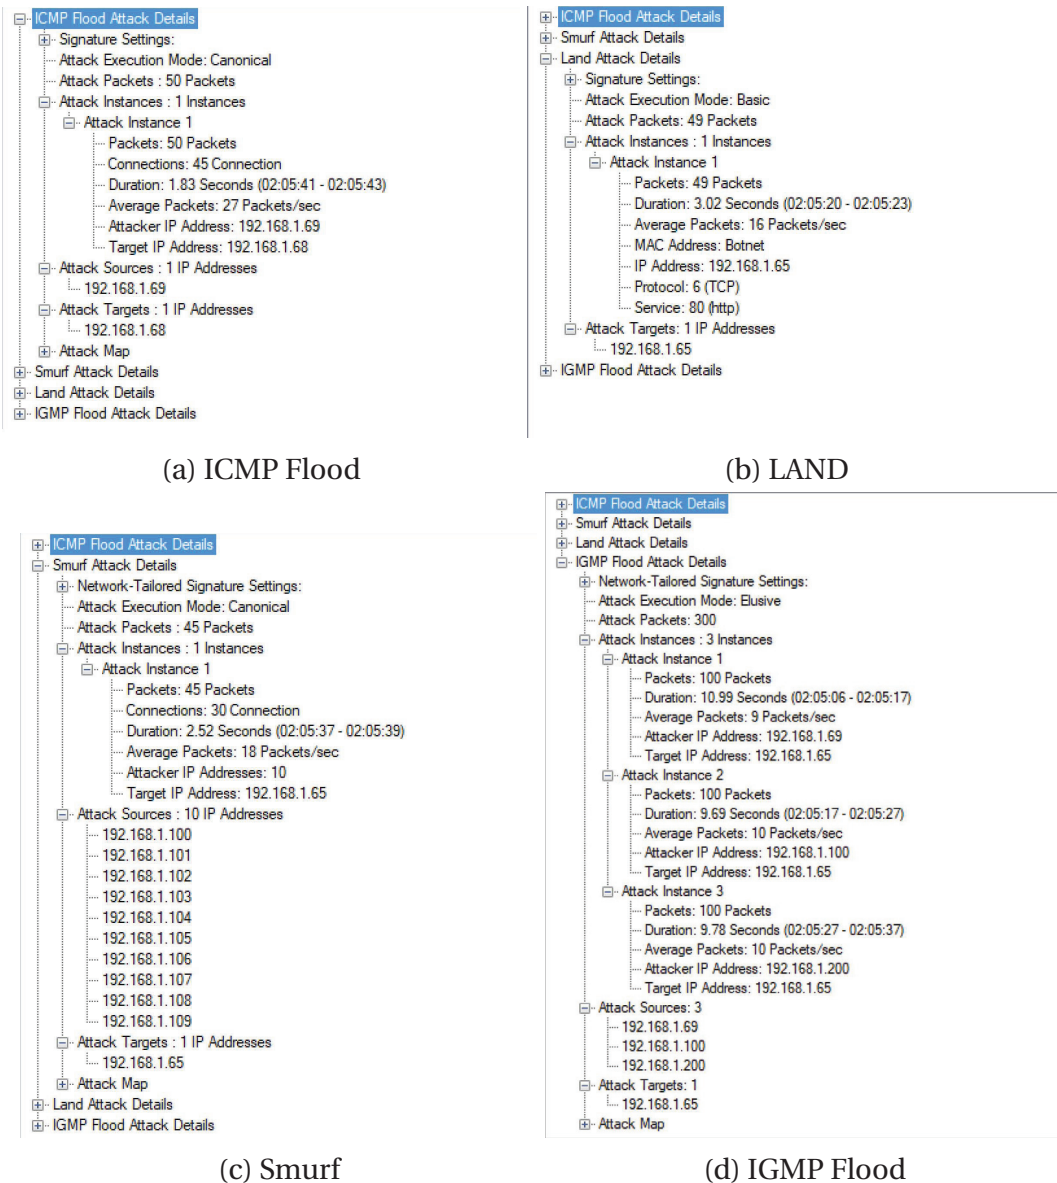 ICMP Flood Attack Details
Signature Settings:
Attack Execution Mode: Canonical
Attack Packets : 50 Packets
Attack Instances : 1 Instances
Attack Instance 1
Packets: 50 Packets
Connections: 45 Connection
Duration: 1.83 Seconds (02:05:41 - 02:05:43)
Average Packets: 27 Packets/sec
Attacker IP Address: 192.168.1.69
Target IP Address: 192.168.1.68
Attack Sources : 1 IP Addresses
192.168.1.69
Attack Targets : 1 IP Addresses
192.168.1.68
Attack Map
Smurf Attack Details
Land Attack Details
IGMP Flood Attack Details
(a) ICMP Flood
ICMP Flood Attack Details
Smurf Attack Details
Land Attack Details
Signature Settings:
Attack Execution Mode: Basic
Attack Packets: 49 Packets
Attack Instances : 1 Instances
Attack Instance 1
Packets: 49 Packets
Duration: 3.02 Seconds (02:05:20 - 02:05:23)
Average Packets: 16 Packets/sec
MAC Address: Botnet
IP Address: 192.168.1.65
Protocol: 6 (TCP)
Service: 80 (http)
Attack Targets: 1 IP Addresses
192.168.1.65
IGMP Flood Attack Details
(b) LAND
ICMP Flood Attack Details
Smurf Attack Details
Network-Tailored Signature Settings:
Attack Execution Mode: Canonical
Attack Packets : 45 Packets
Attack Instances : 1 Instances
Attack Instance 1
Packets: 45 Packets
Connections: 30 Connection
Duration: 2.52 Seconds (02:05:37 - 02:05:39)
Average Packets: 18 Packets/sec
Attacker IP Addresses: 10
Target IP Address: 192.168.1.65
Attack Sources : 10 IP Addresses
192.168.1.100
192.168.1.101
192.168.1.102
192.168.1.103
192.168.1.104
192.168.1.105
192.168.1.106
192.168.1.107
192.168.1.108
192.168.1.109
Attack Targets : 1 IP Addresses
192.168.1.65
Attack Map
Land Attack Details
IGMP Flood Attack Details
(c) Smurf
ICMP Flood Attack Details
Smurf Attack Details
Land Attack Details
IGMP Flood Attack Details
Network-Tailored Signature Settings:
Attack Execution Mode: Elusive
Attack Packets: 300
Attack Instances : 3 Instances
Attack Instance 1
Packets: 100 Packets
Duration: 10.99 Seconds (02:05:06 - 02:05:17)
Average Packets: 9 Packets/sec
Attacker IP Address: 192.168.1.69
Target IP Address: 192.168.1.65
Attack Instance 2
Packets: 100 Packets
Duration: 9.69 Seconds (02:05:17 - 02:05:27)
Average Packets: 10 Packets/sec
Attacker IP Address: 192.168.1.100
Target IP Address: 192.168.1.65
Attack Instance 3
Packets: 100 Packets
Duration: 9.78 Seconds (02:05:27 - 02:05:37)
Average Packets: 10 Packets/sec
Attacker IP Address: 192.168.1.200
Target IP Address: 192.168.1.65
Attack Sources: 3
192.168.1.69
192.168.1.100
192.168.1.200
Attack Targets: 1
192.168.1.65
Attack Map
(d) IGMP Flood